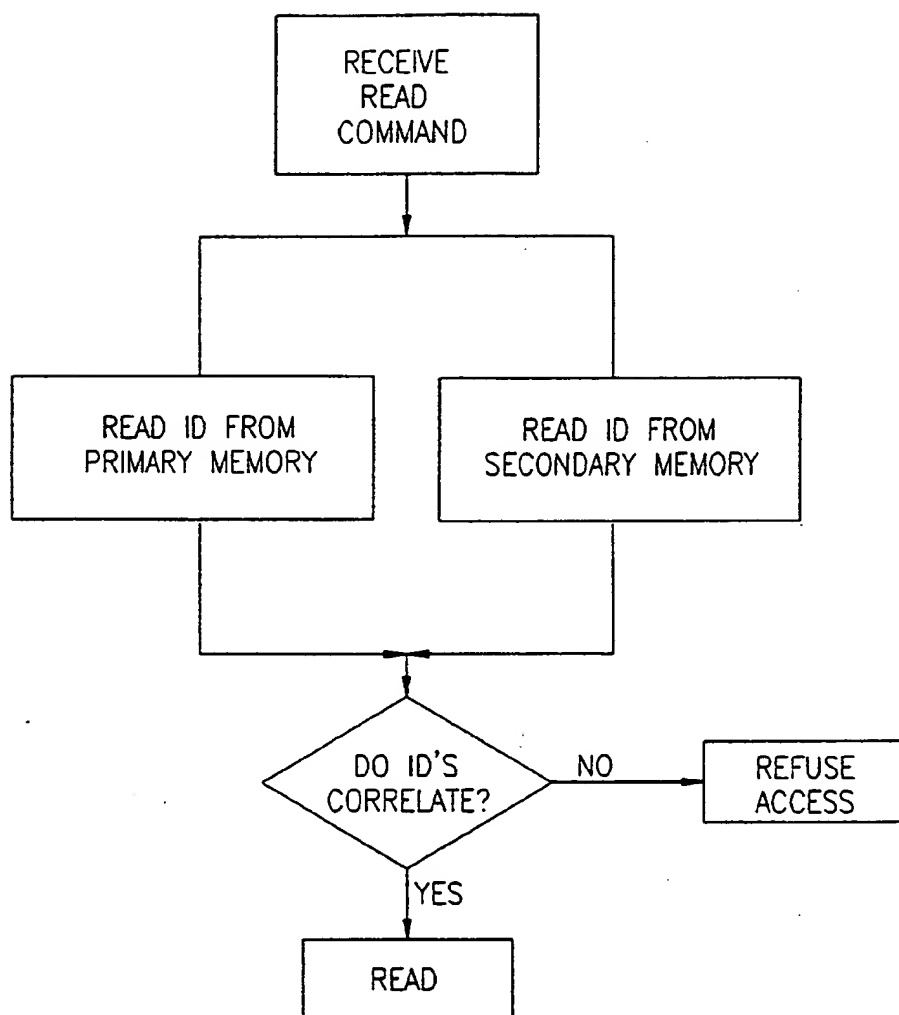 RECEIVE
READ
COMMAND
READ ID FROM
PRIMARY MEMORY
READ ID FROM
SECONDARY MEMORY
DO ID'S
CORRELATE?
NO
REFUSE
ACCESS
YES
READ